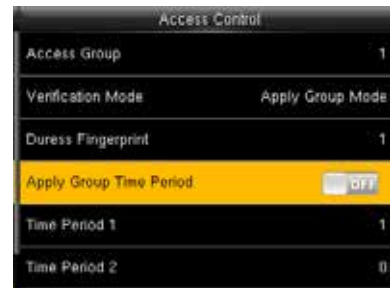 Access Control
Access Group 1
Verification Mode Apply Group Mode
Duress Fingerprint 1
Apply Group Time Period OFF
Time Period 1 1
Time Period 2 0